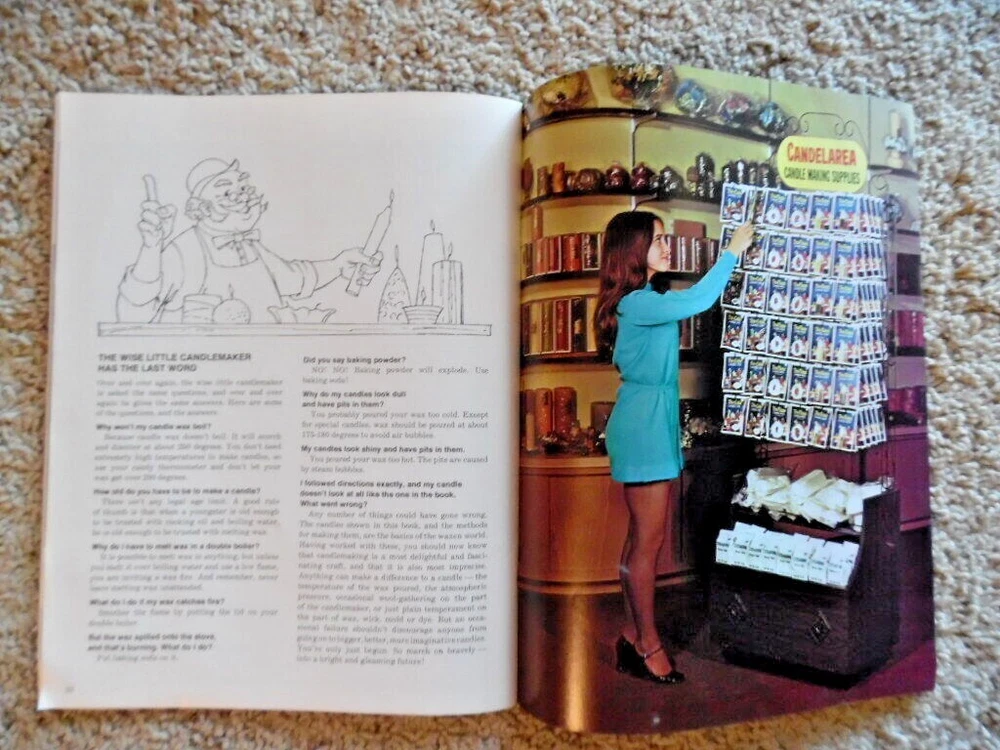 THE WISE LITTLE CANDLEMAKER
HAS THE LAST WORD
Over and over again, the wise little candlemaker
is asked the same questions, and over and over
again he gives the same answers. Here are some
of the questions, and the answers.
Why won't my candle wax boil?
Because candle wax doesn't boil. It will scorch
and discolor at about 250 degrees. You don't need
extremely high temperatures to make candles, so
use your candy thermometer and don't let your
wax get over 250 degrees.
How old do you have to be to make a candle?
There isn't any legal age limit. A good rule
of thumb is that when a youngster is old enough
to be trusted with cooking oil and boiling water,
he is old enough to be trusted with melting wax.
Why do I have to melt wax in a double boiler?
It is possible to melt wax in anything, but unless
you melt it over boiling water and use a low flame,
you are inviting a wax fire. And remember, never
leave melting wax unattended.
What do I do if my wax catches fire?
Smother the flame by putting the lid on your
double boiler.
But the wax spilled onto the stove,
and that's burning. What do I do?
Put baking soda on it.
Did you say baking powder?
NO! NO! Baking powder will explode. Use
baking soda!
Why do my candles look dull
and have pits in them?
You probably poured your wax too cold. Except
for special candles, wax should be poured at about
175-180 degrees to avoid air bubbles.
My candles look shiny and have pits in them.
You poured your wax too hot. The pits are caused
by steam bubbles.
I followed directions exactly, and my candle
doesn't look at all like the one in the book.
What went wrong?
Any number of things could have gone wrong.
The candles shown in this book, and the methods
for making them, are the basics of the waxen world.
Having worked with these, you should now know
that candlemaking is a most delightful and fasci-
nating craft, and that it is also most imprecise.
Anything can make a difference to a candle — the
temperature of the wax poured, the atmospheric
pressure, occasional wool-gathering on the part
of the candlemaker, or just plain temperament on
the part of wax, wick, mold or dye. But an occa-
sional failure shouldn't discourage anyone from
going on to bigger, better, more imaginative candles.
You've only just begun. So march on bravely —
into a bright and gleaming future!
CANDELAREA
CANDLE MAKING SUPPLIES